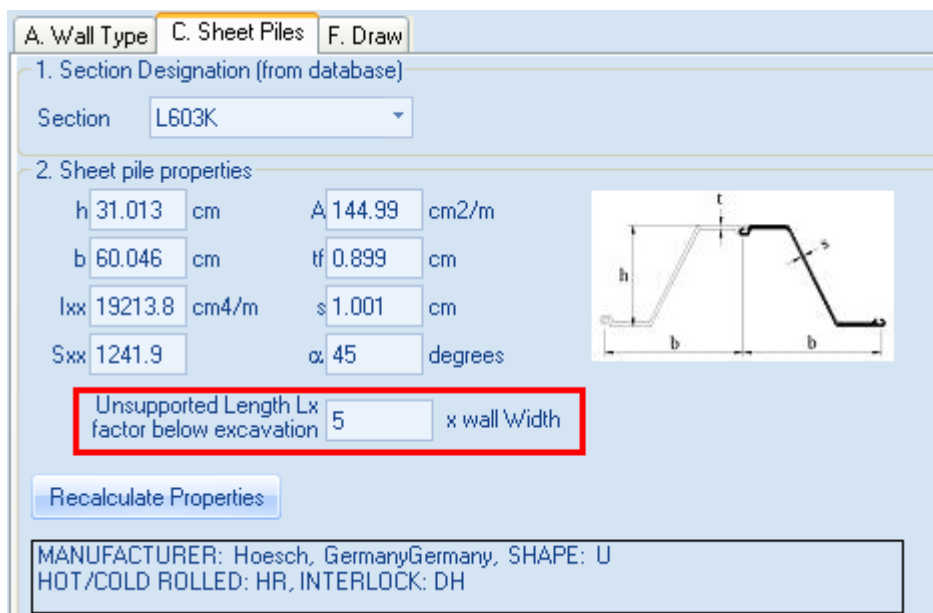 A. Wall Type C. Sheet Piles F. Draw
1. Section Designation (from database)
Section L603K
2. Sheet pile properties
h 31.013 cm A 144.99 cm2/m
b 60.046 cm tf 0.899 cm
Ixx 19213.8 cm4/m s 1.001 cm
Sxx 1241.9 α 45 degrees
t
s
h
b b
Unsupported Length Lx
factor below excavation 5 x wall Width
Recalculate Properties
MANUFACTURER: Hoesch, GermanyGermany, SHAPE: U
HOT/COLD ROLLED: HR, INTERLOCK: DH